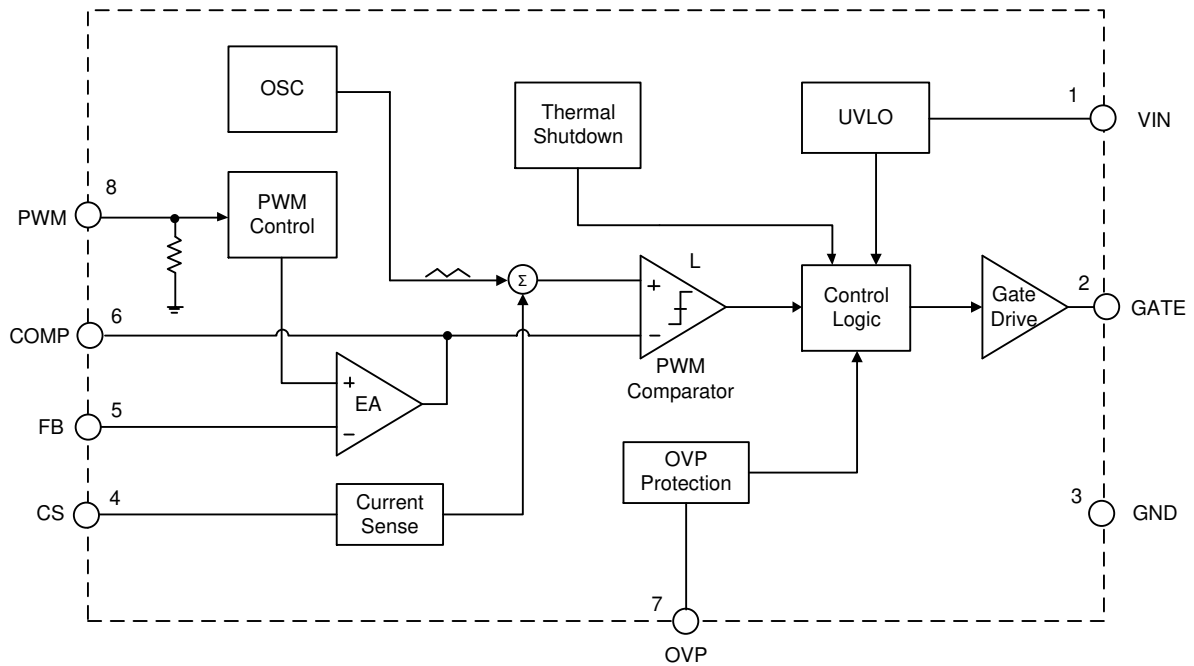 OSC
Thermal
Shutdown
UVLO
1
VIN
8
PWM
PWM
Control
L
Σ
+
−
PWM
Comparator
Control
Logic
Gate
Drive
2
GATE
6
COMP
+
EA
−
5
FB
OVP
Protection
4
CS
Current
Sense
3
GND
7
OVP